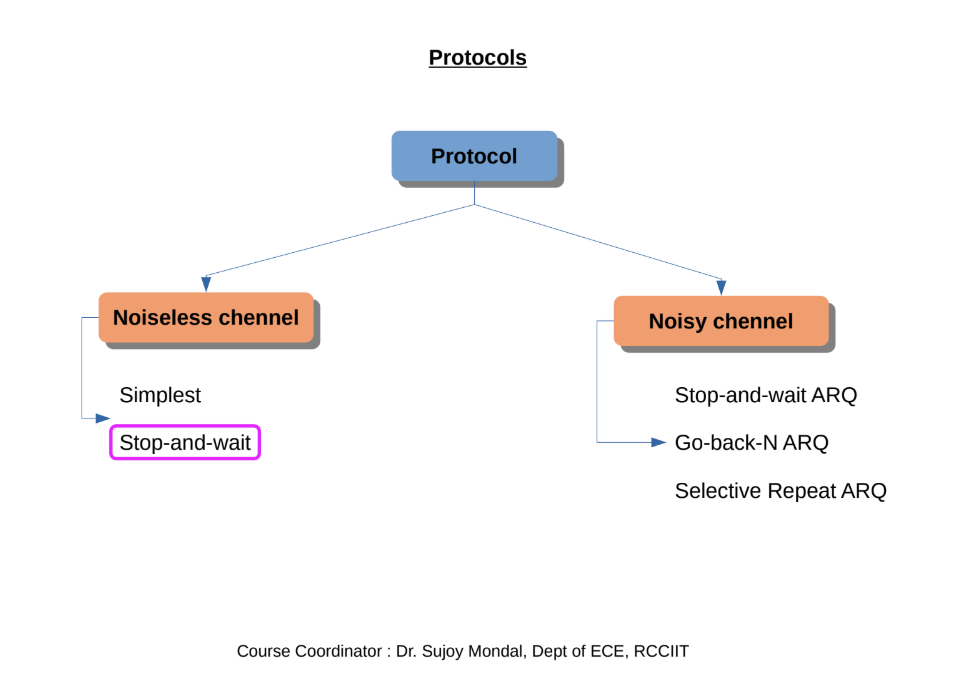 Protocols
Protocol
Noiseless chennel
Noisy chennel
Simplest
Stop-and-wait
Stop-and-wait ARQ
Go-back-N ARQ
Selective Repeat ARQ
Course Coordinator : Dr. Sujoy Mondal, Dept of ECE, RCCIIT